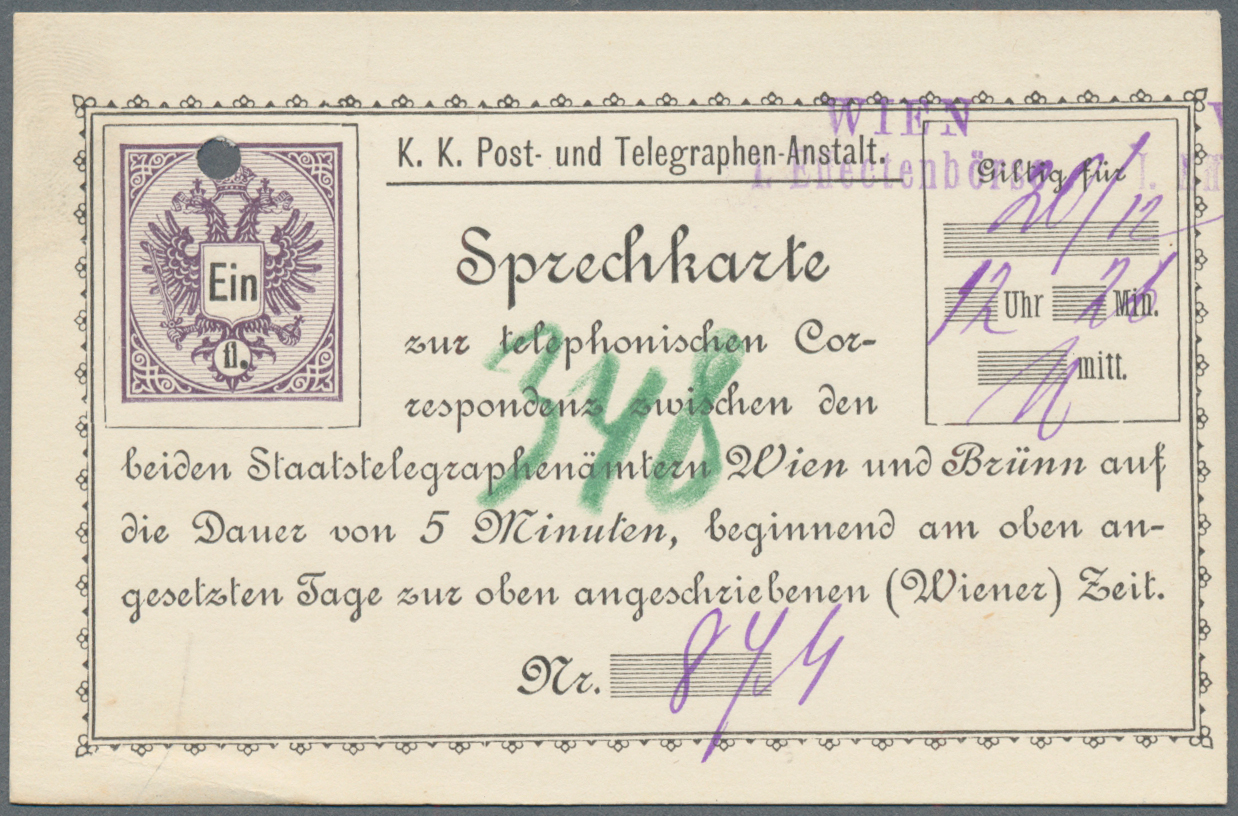 K. K. Post- und Telegraphen-Anstalt.
WIEN
I. Effectenbörse
Giltig für
30/12
12 Uhr 26 Min.
N mitt.
Ein
fl.
Sprechkarte
zur telephonischen Cor-
respondenz zwischen den
beiden Staatstelegraphenämtern Wien und Brünn auf
die Dauer von 5 Minuten, beginnend am oben an-
gesetzten Tage zur oben angeschriebenen (Wiener) Zeit.
348
Nr. 874